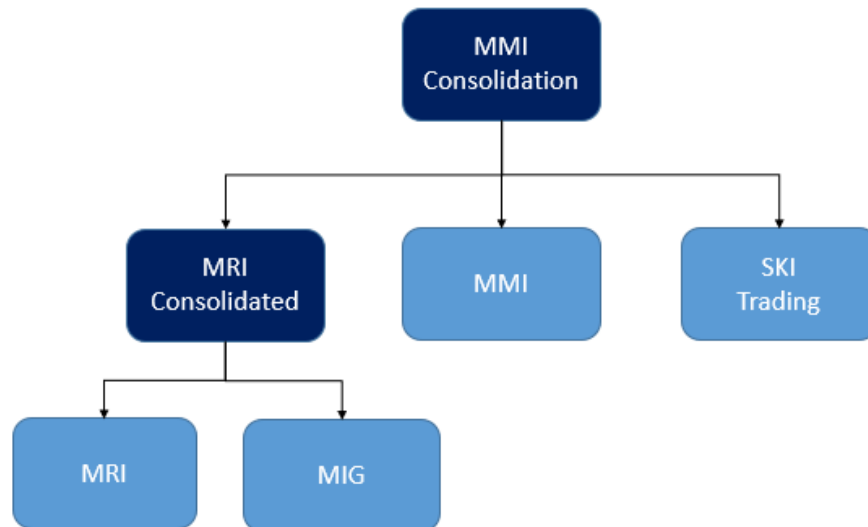 MMI
Consolidation
MRI
Consolidated
MMI
SKI
Trading
MRI
MIG